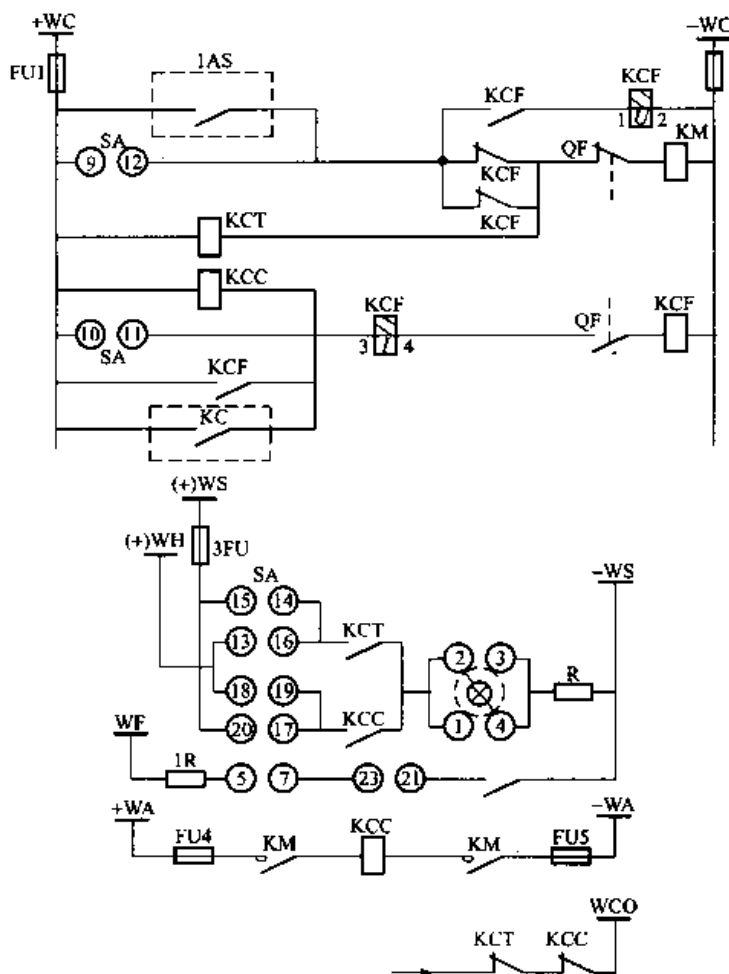 +WC
-WC
FU1
1AS
KCF
KCF
1 2
KM
SA
9 12
QF
KCF
KCF
KCT
KCC
KCF
QF
KCF
10 11
3 4
SA
KCF
KC
(+)WS
(+)WH
3FU
-WS
SA
15 14
KCT
13 16
2 3
R
18 19
KCC
20 17
1 4
WF
1R
5 7 23 21
+WA
-WA
FU4
KM
KCC
KM
FU5
WCO
KCT
KCC